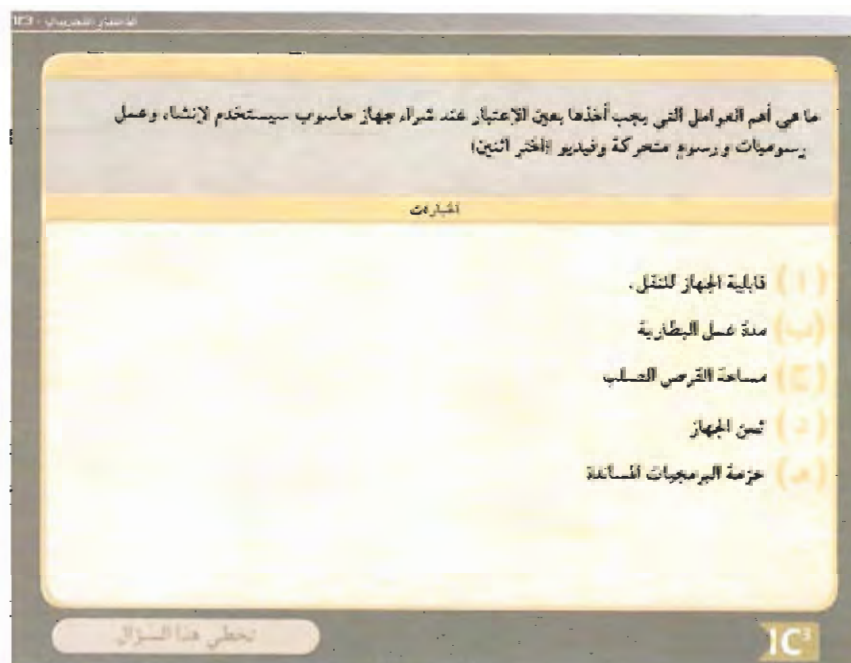 ما هي أهم العوامل التي يجب أخذها بعين الإعتبار عند شراء جهاز حاسوب سيستخدم لإنشاء، وعمل
رسوميات ورسوم متحركة وفيديو (اختر اثنين)
الخيارات
(أ) قابلية الجهاز للنقل.
(ب) مدة عمل البطارية
(ج) مساحة القرص الصلب
(د) ثمن الجهاز
(هـ) حزمة البرمجيات المساندة
تخطي هذا السؤال
IC³